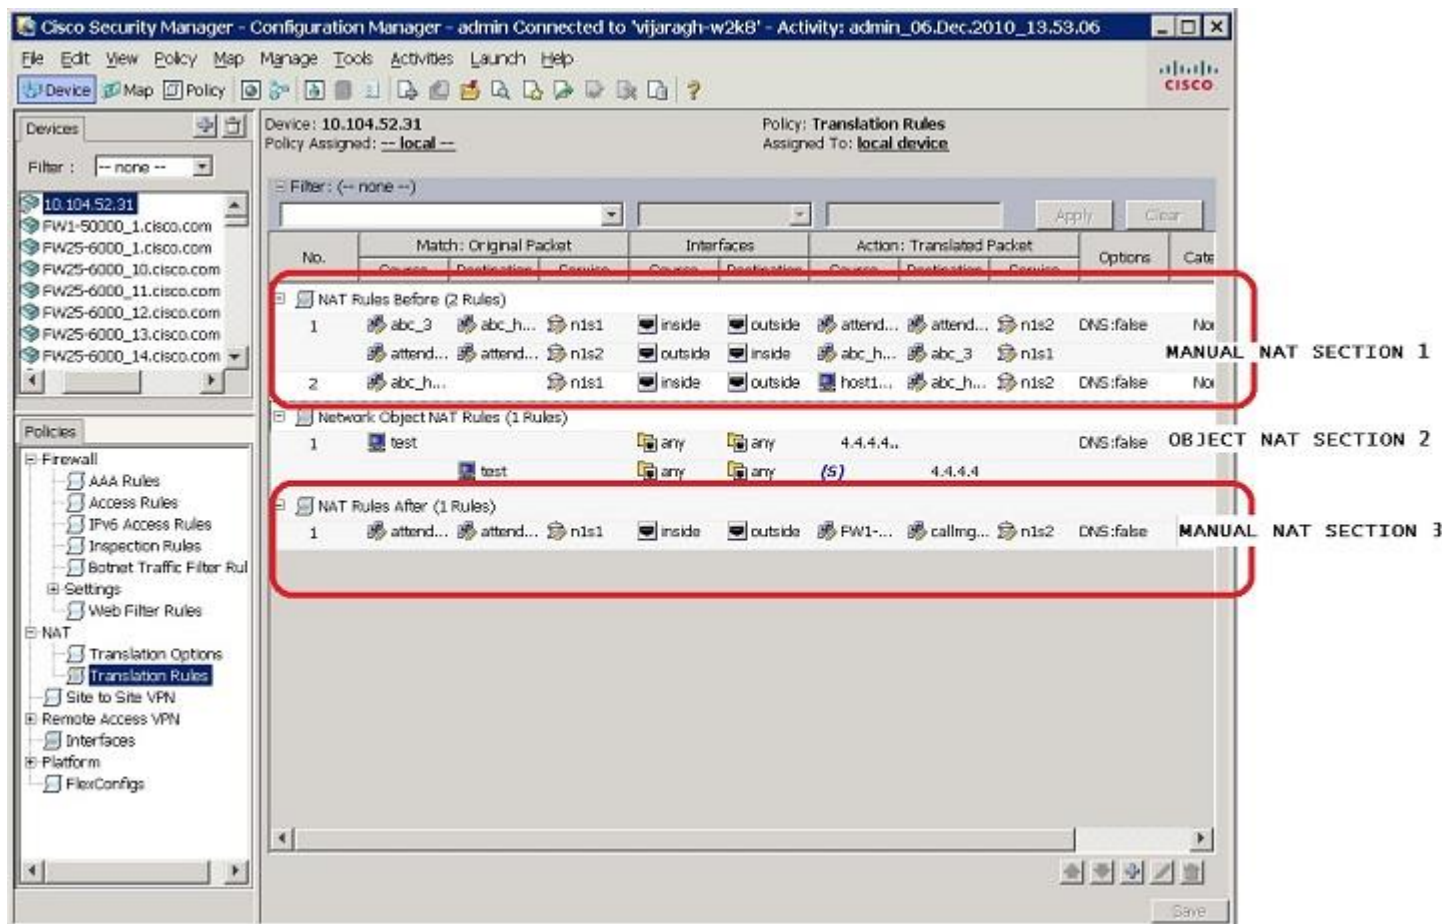 Cisco Security Manager - Configuration Manager - admin Connected to 'vijaragh-w2k8' - Activity: admin_06.Dec.2010_13.53.06
File Edit View Policy Map Manage Tools Activities Launch Help
Device Map Policy
CISCO
Devices
Filter : -- none --
10.104.52.31
FW1-50000_1.cisco.com
FW25-6000_1.cisco.com
FW25-6000_10.cisco.com
FW25-6000_11.cisco.com
FW25-6000_12.cisco.com
FW25-6000_13.cisco.com
FW25-6000_14.cisco.com
Policies
Firewall
AAA Rules
Access Rules
IPv6 Access Rules
Inspection Rules
Botnet Traffic Filter Rul
Settings
Web Filter Rules
NAT
Translation Options
Translation Rules
Site to Site VPN
Remote Access VPN
Interfaces
Platform
FlexConfigs
Device: 10.104.52.31 Policy: Translation Rules
Policy Assigned: -- local -- Assigned To: local device
Filter: (-- none --)
Apply Clear
No. Match: Original Packet Interfaces Action: Translated Packet Options Cate
Source Destination Service Source Destination Source Destination Service
NAT Rules Before (2 Rules)
1 abc_3 abc_h... n1s1 inside outside attend... attend... n1s2 DNS:false
attend... attend... n1s2 outside inside abc_h... abc_3 n1s1
MANUAL NAT SECTION 1
2 abc_h... n1s1 inside outside host1... abc_h... n1s2 DNS:false
Network Object NAT Rules (1 Rules)
1 test any any 4.4.4.4.. DNS:false
OBJECT NAT SECTION 2
test any any (S) 4.4.4.4
NAT Rules After (1 Rules)
1 attend... attend... n1s1 inside outside FW1-... callmg... n1s2 DNS:false
MANUAL NAT SECTION 3
Save